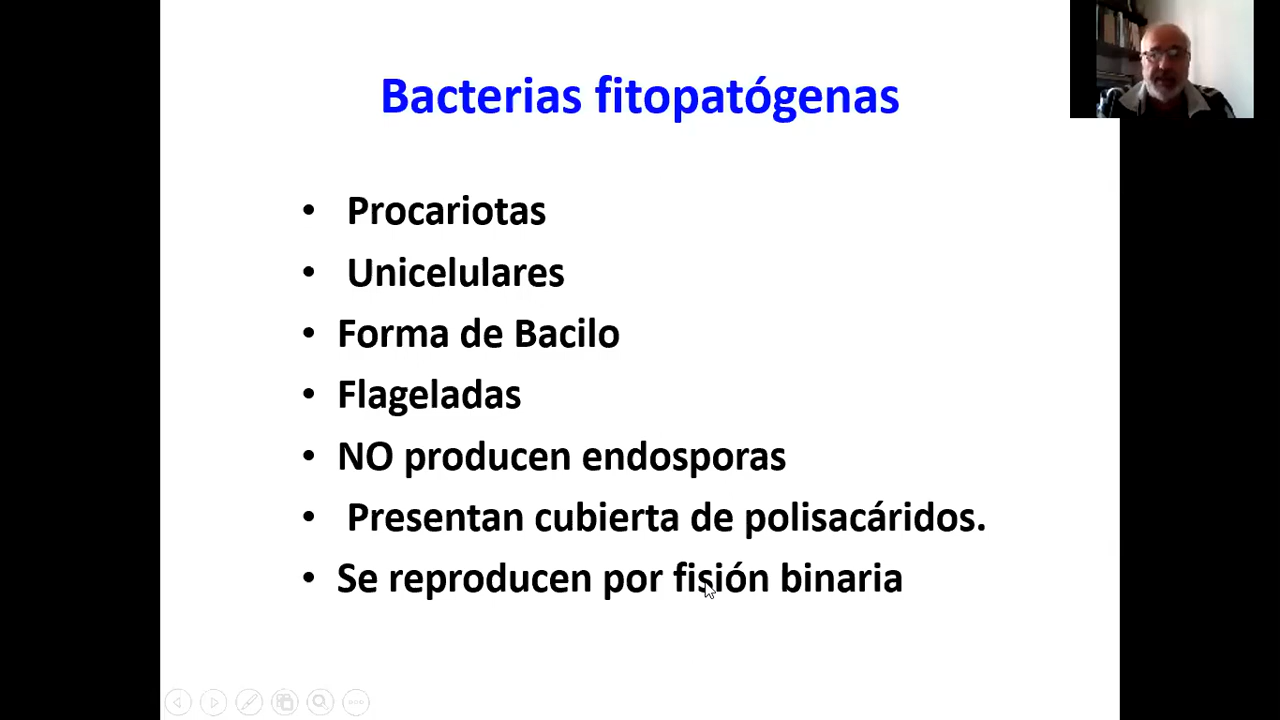 Bacterias fitopatógenas
• Procariotas
• Unicelulares
• Forma de Bacilo
• Flageladas
• NO producen endosporas
• Presentan cubierta de polisacáridos.
• Se reproducen por fisión binaria